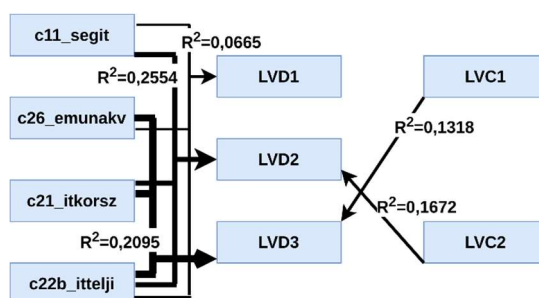 c11_segit
R²=0,0665
R²=0,2554
LVD1
LVC1
c26_emunakv
R²=0,1318
LVD2
c21_itkorsz
R²=0,1672
R²=0,2095
LVD3
LVC2
c22b_ittelji